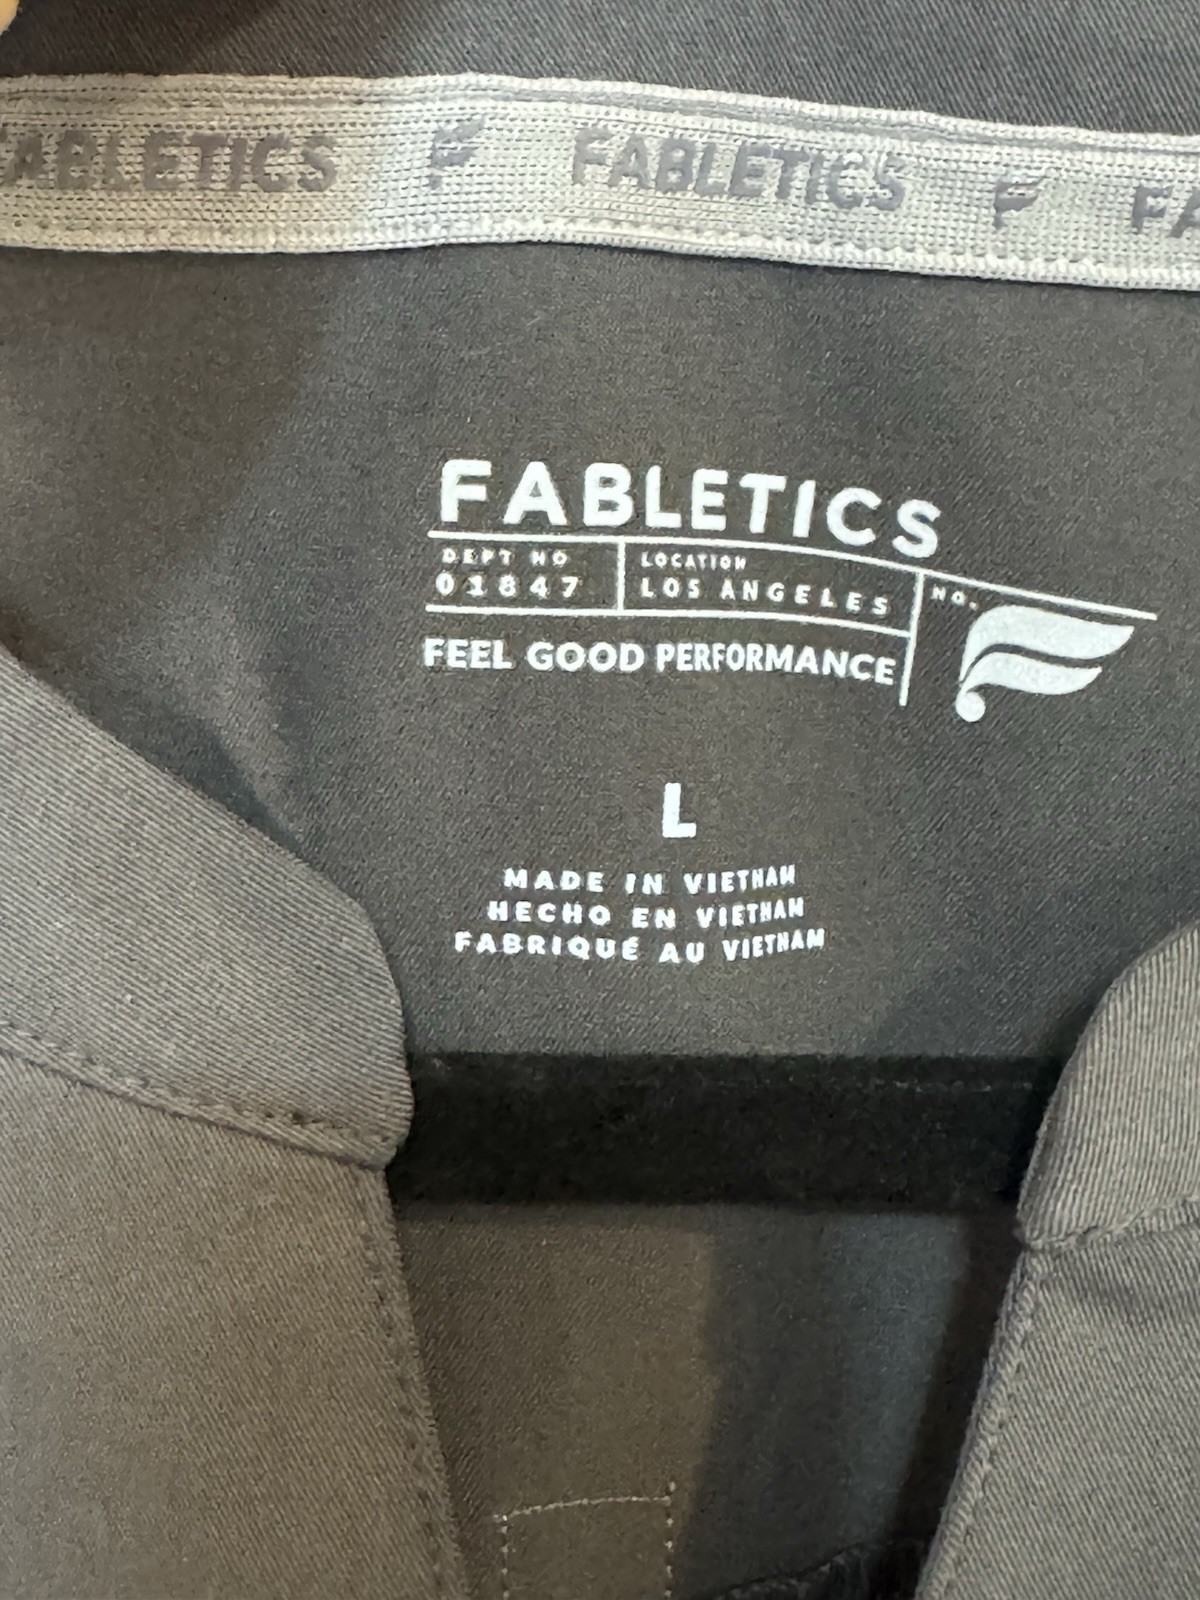 FABLETICS FABLETICS FA
FABLETICS
DEPT NO
01847
LOCATION
LOS ANGELES
NO.
FEEL GOOD PERFORMANCE
L
MADE IN VIETNAM
HECHO EN VIETNAM
FABRIQUÉ AU VIETNAM